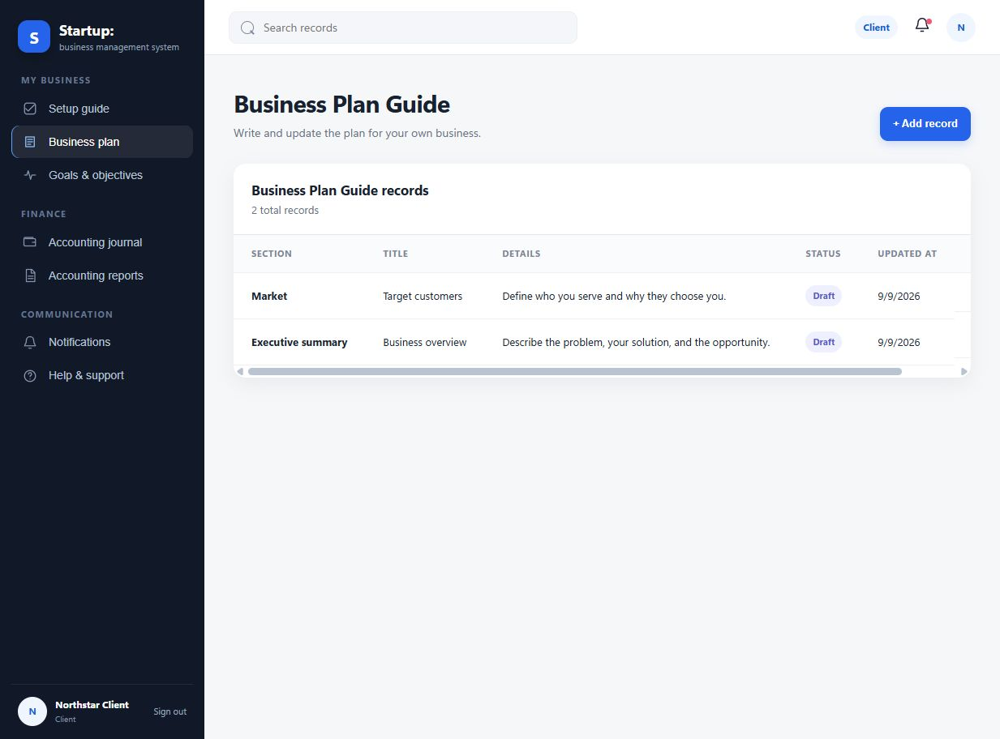 S
Startup:
business management system
MY BUSINESS
Setup guide
Business plan
Goals & objectives
FINANCE
Accounting journal
Accounting reports
COMMUNICATION
Notifications
Help & support
N
Northstar Client
Client
Sign out
Search records
Client
N
Business Plan Guide
Write and update the plan for your own business.
+ Add record
Business Plan Guide records
2 total records
SECTION TITLE DETAILS STATUS UPDATED AT
Market Target customers Define who you serve and why they choose you. Draft 9/9/2026
Executive summary Business overview Describe the problem, your solution, and the opportunity. Draft 9/9/2026